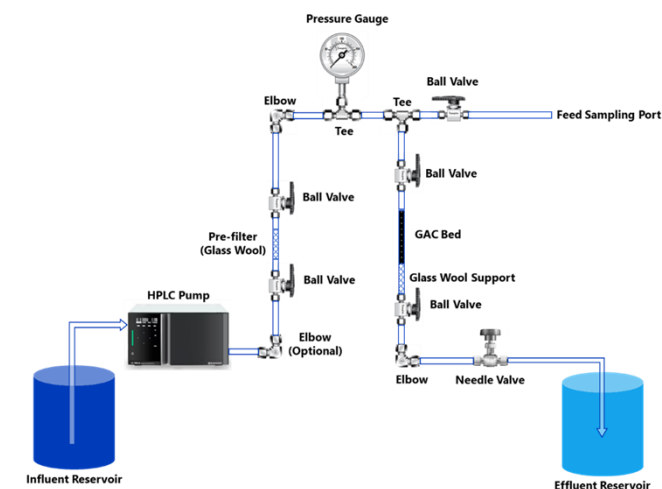 Pressure Gauge
Ball Valve
Elbow
Tee
Feed Sampling Port
Tee
Ball Valve
Ball Valve
Pre-filter
(Glass Wool)
GAC Bed
Ball Valve
Glass Wool Support
HPLC Pump
Ball Valve
Elbow
(Optional)
Elbow
Needle Valve
Influent Reservoir
Effluent Reservoir